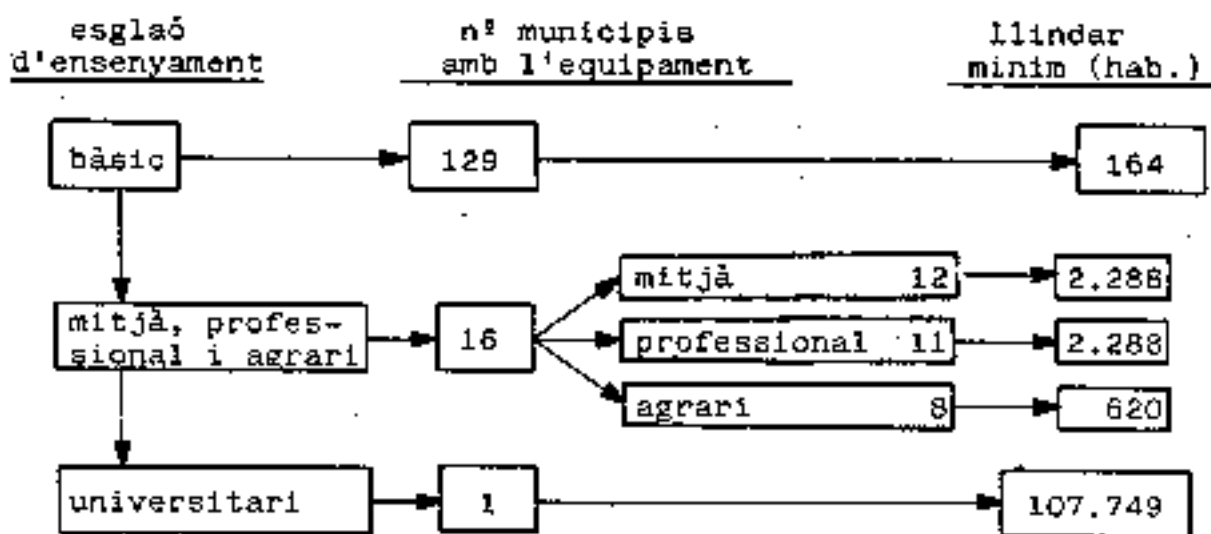 esglaó
d'ensenyament
nº municipis
amb l'equipament
llindar
minim (hab.)
bàsic
129
164
mitjà, profes-
sional i agrari
16
mitjà 12
2.288
professional 11
2.288
agrari 8
620
universitari
1
107.749